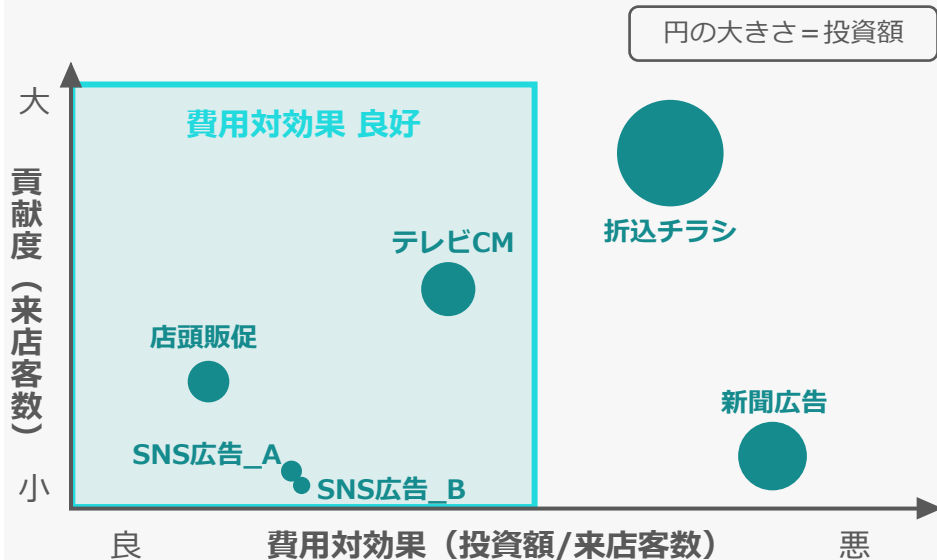 円の大きさ＝投資額
大
費用対効果 良好
貢献度（来店客数）
テレビCM
折込チラシ
店頭販促
新聞広告
SNS広告_A
SNS広告_B
小
良
費用対効果（投資額/来店客数）
悪